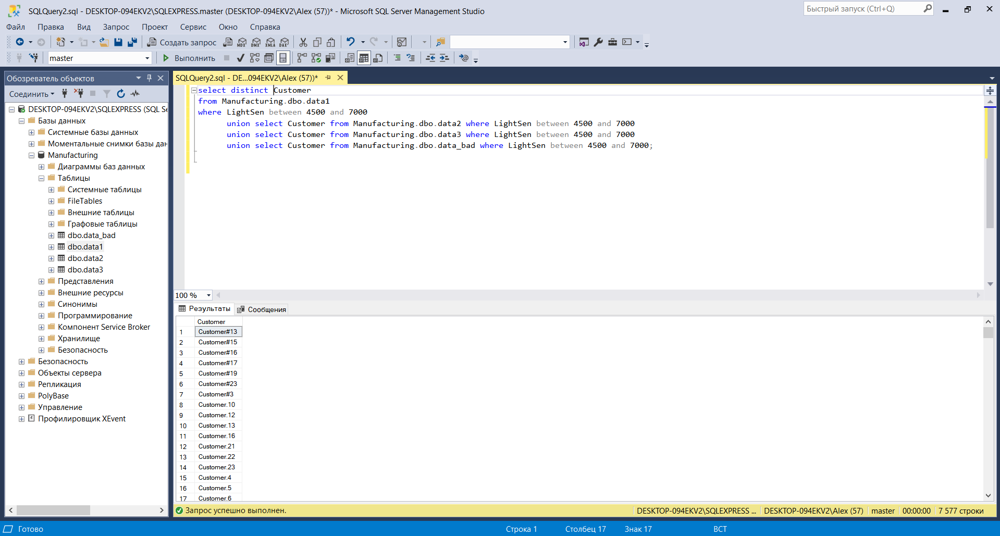 SQLQuery2.sql - DESKTOP-094EKV2\SQLEXPRESS.master (DESKTOP-094EKV2\Alex (57))* - Microsoft SQL Server Management Studio
Быстрый запуск (Ctrl+Q)
Файл Правка Вид Запрос Проект Сервис Окно Справка
Создать запрос MDX DMX XMLA DAX
master Выполнить
Обозреватель объектов
Соединить
DESKTOP-094EKV2\SQLEXPRESS (SQL Se
Базы данных
Системные базы данных
Моментальные снимки базы дан
Manufacturing
Диаграммы баз данных
Таблицы
Системные таблицы
FileTables
Внешние таблицы
Графовые таблицы
dbo.data_bad
dbo.data1
dbo.data2
dbo.data3
Представления
Внешние ресурсы
Синонимы
Программирование
Компонент Service Broker
Хранилище
Безопасность
Безопасность
Объекты сервера
Репликация
PolyBase
Управление
Профилировщик XEvent
SQLQuery2.sql - DE...094EKV2\Alex (57))*
select distinct Customer
from Manufacturing.dbo.data1
where LightSen between 4500 and 7000
union select Customer from Manufacturing.dbo.data2 where LightSen between 4500 and 7000
union select Customer from Manufacturing.dbo.data3 where LightSen between 4500 and 7000
union select Customer from Manufacturing.dbo.data_bad where LightSen between 4500 and 7000;
100 %
Результаты Сообщения
Customer
1 Customer#13
2 Customer#15
3 Customer#16
4 Customer#17
5 Customer#19
6 Customer#23
7 Customer#3
8 Customer.10
9 Customer.12
10 Customer.13
11 Customer.16
12 Customer.21
13 Customer.22
14 Customer.23
15 Customer.4
16 Customer.5
17 Customer.6
Запрос успешно выполнен. DESKTOP-094EKV2\SQLEXPRESS ... DESKTOP-094EKV2\Alex (57) master 00:00:00 7 577 строки
Готово Строка 1 Столбец 17 Знак 17 ВСТ